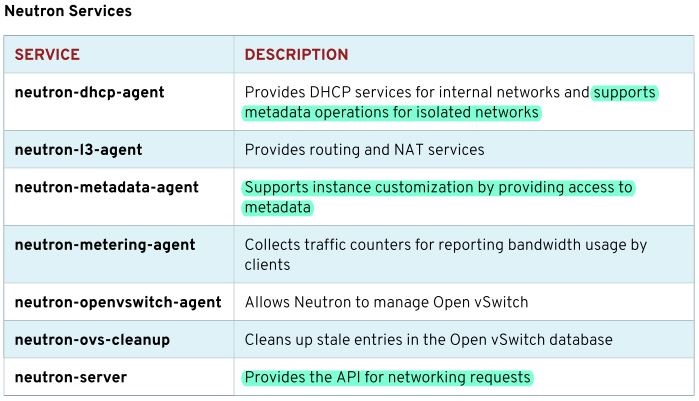 Neutron Services
SERVICE DESCRIPTION
neutron-dhcp-agent Provides DHCP services for internal networks and supports
metadata operations for isolated networks
neutron-l3-agent Provides routing and NAT services
neutron-metadata-agent Supports instance customization by providing access to
metadata
neutron-metering-agent Collects traffic counters for reporting bandwidth usage by
clients
neutron-openvswitch-agent Allows Neutron to manage Open vSwitch
neutron-ovs-cleanup Cleans up stale entries in the Open vSwitch database
neutron-server Provides the API for networking requests